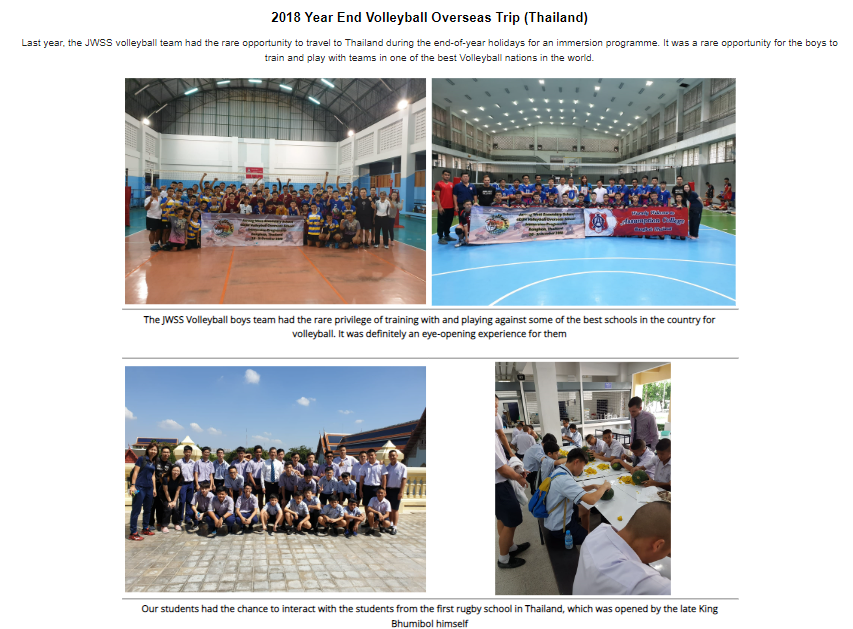 2018 Year End Volleyball Overseas Trip (Thailand)
Last year, the JWSS volleyball team had the rare opportunity to travel to Thailand during the end-of-year holidays for an immersion programme. It was a rare opportunity for the boys to
train and play with teams in one of the best Volleyball nations in the world.
Assumption College
The JWSS Volleyball boys team had the rare privilege of training with and playing against some of the best schools in the country for
volleyball. It was definitely an eye-opening experience for them
Our students had the chance to interact with the students from the first rugby school in Thailand, which was opened by the late King
Bhumibol himself